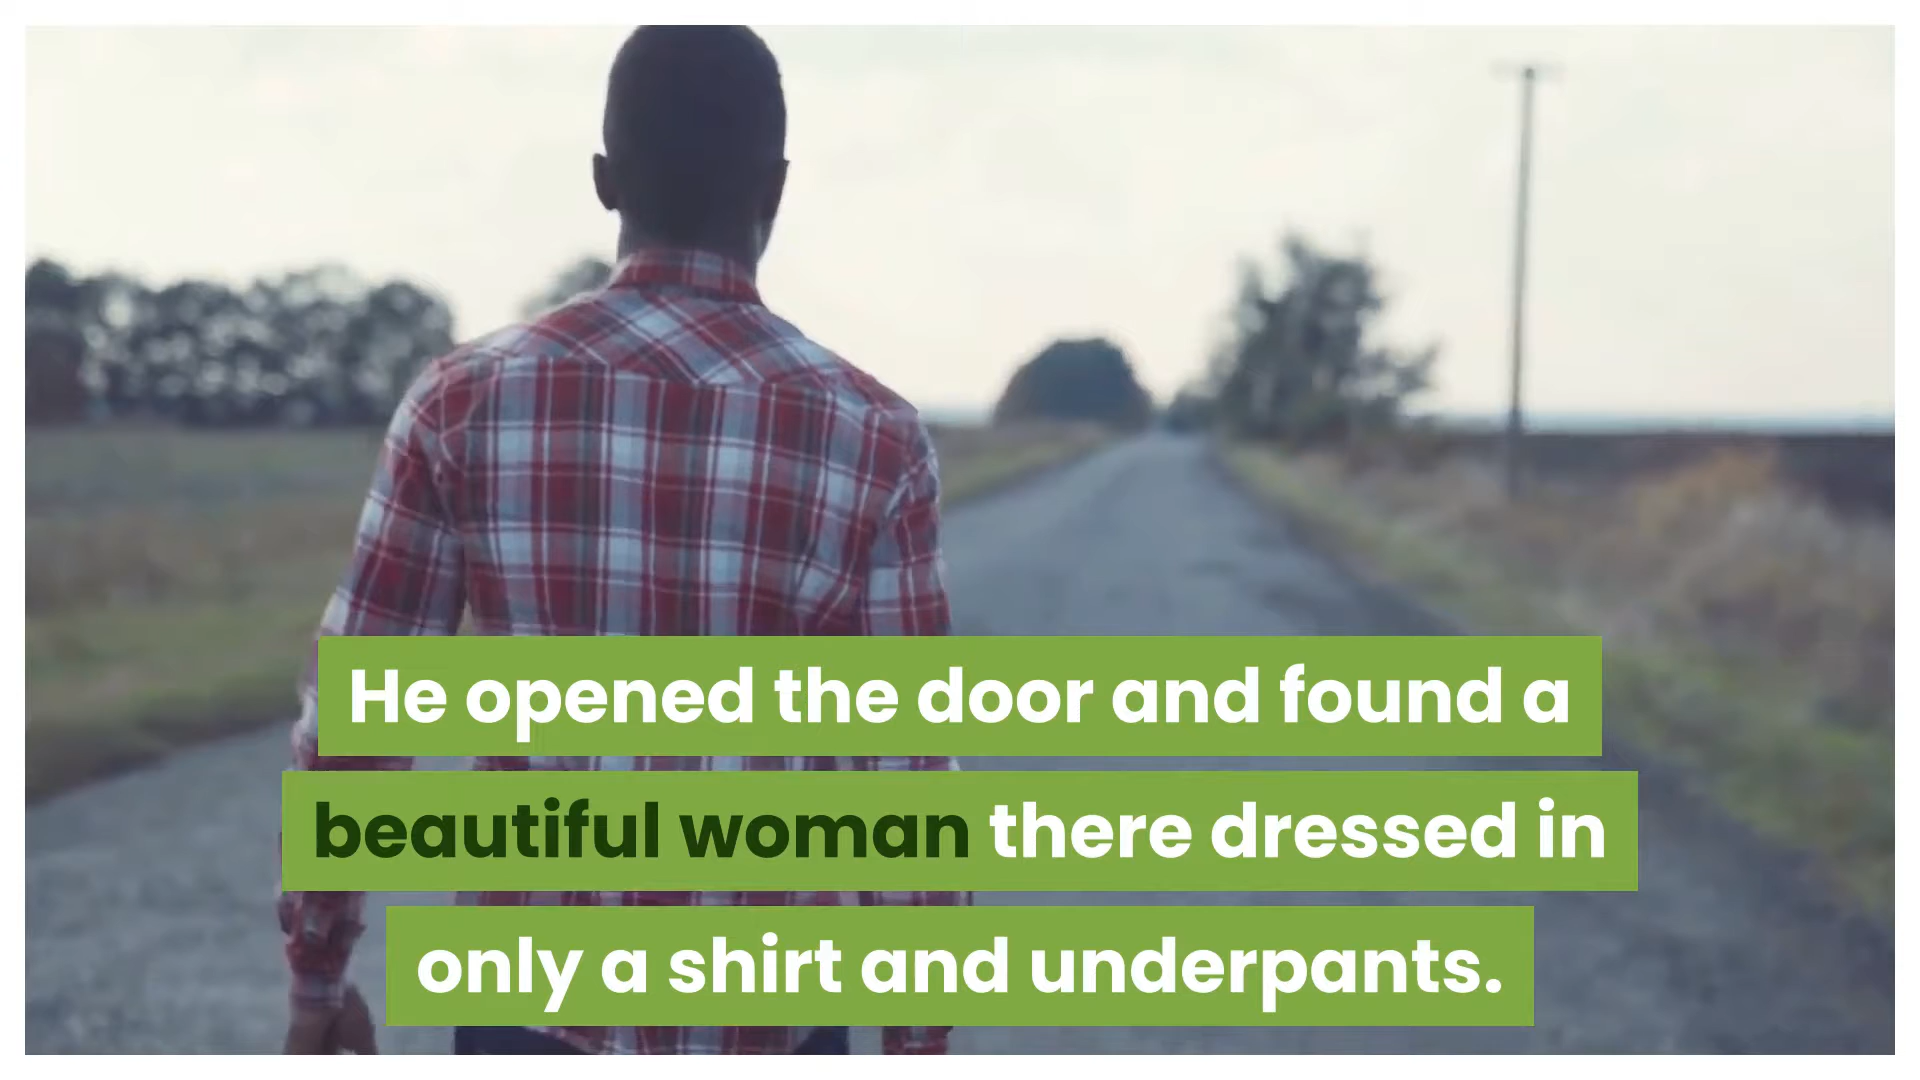 He opened the door and found a
beautiful woman there dressed in
only a shirt and underpants.